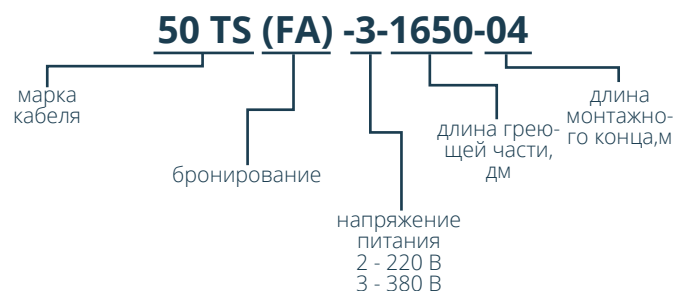 50 TS (FA) -3-1650-04
марка
кабеля
бронирование
напряжение
питания
2 - 220 В
3 - 380 В
длина грею-
щей части,
дм
длина
монтажно-
го конца,м